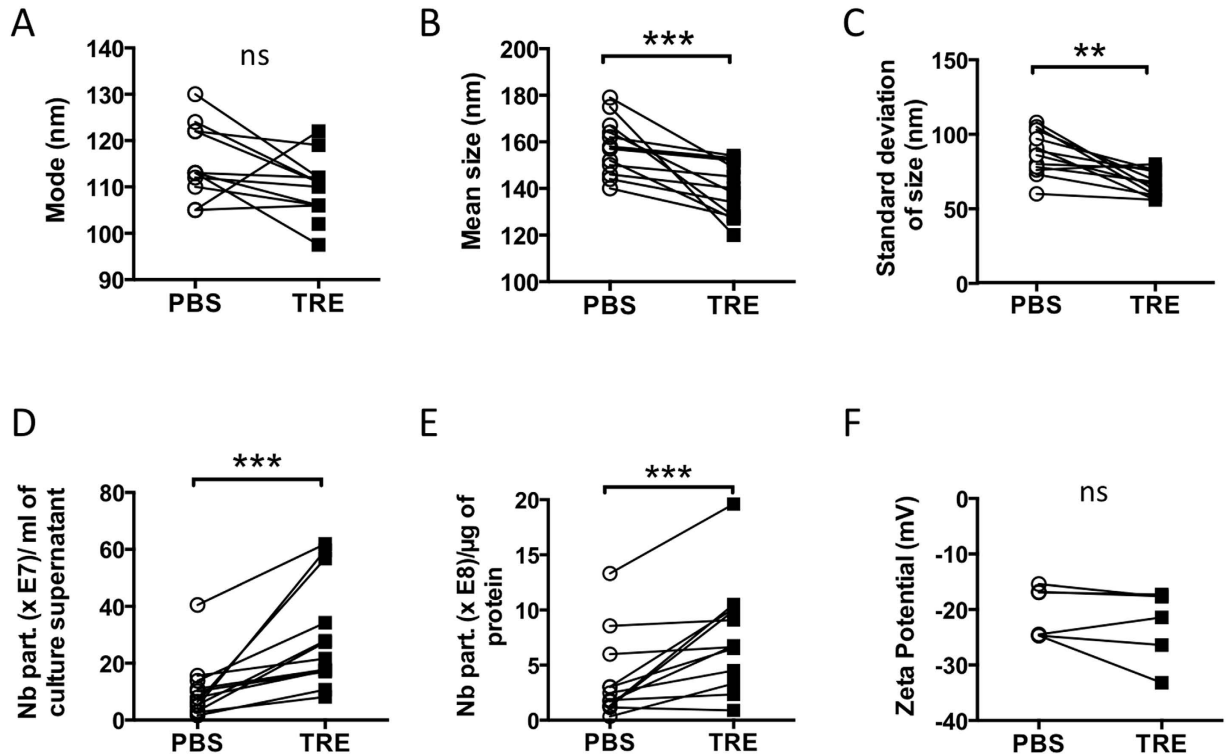 A
ns
Mode (nm)
140
130
120
110
100
90
PBS
TRE
B
***
Mean size (nm)
200
180
160
140
120
100
PBS
TRE
C
**
Standard deviation
of size (nm)
150
100
50
0
PBS
TRE
D
***
Nb part. (x E7)/ ml of
culture supernatant
80
60
40
20
0
PBS
TRE
E
***
Nb part. (x E8)/µg of
protein
20
15
10
5
0
PBS
TRE
F
ns
Zeta Potential (mV)
0
-10
-20
-30
-40
PBS
TRE